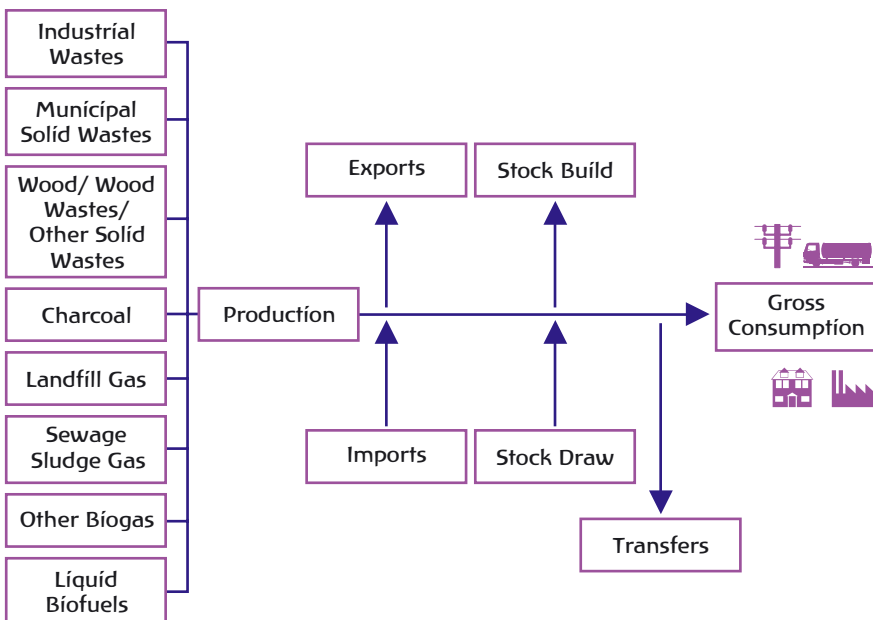 Industrial
Wastes
Municipal
Solid Wastes
Wood/ Wood
Wastes/
Other Solid
Wastes
Charcoal
Landfill Gas
Sewage
Sludge Gas
Other Biogas
Liquid
Biofuels
Production
Exports
Stock Build
Imports
Stock Draw
Transfers
Gross
Consumption